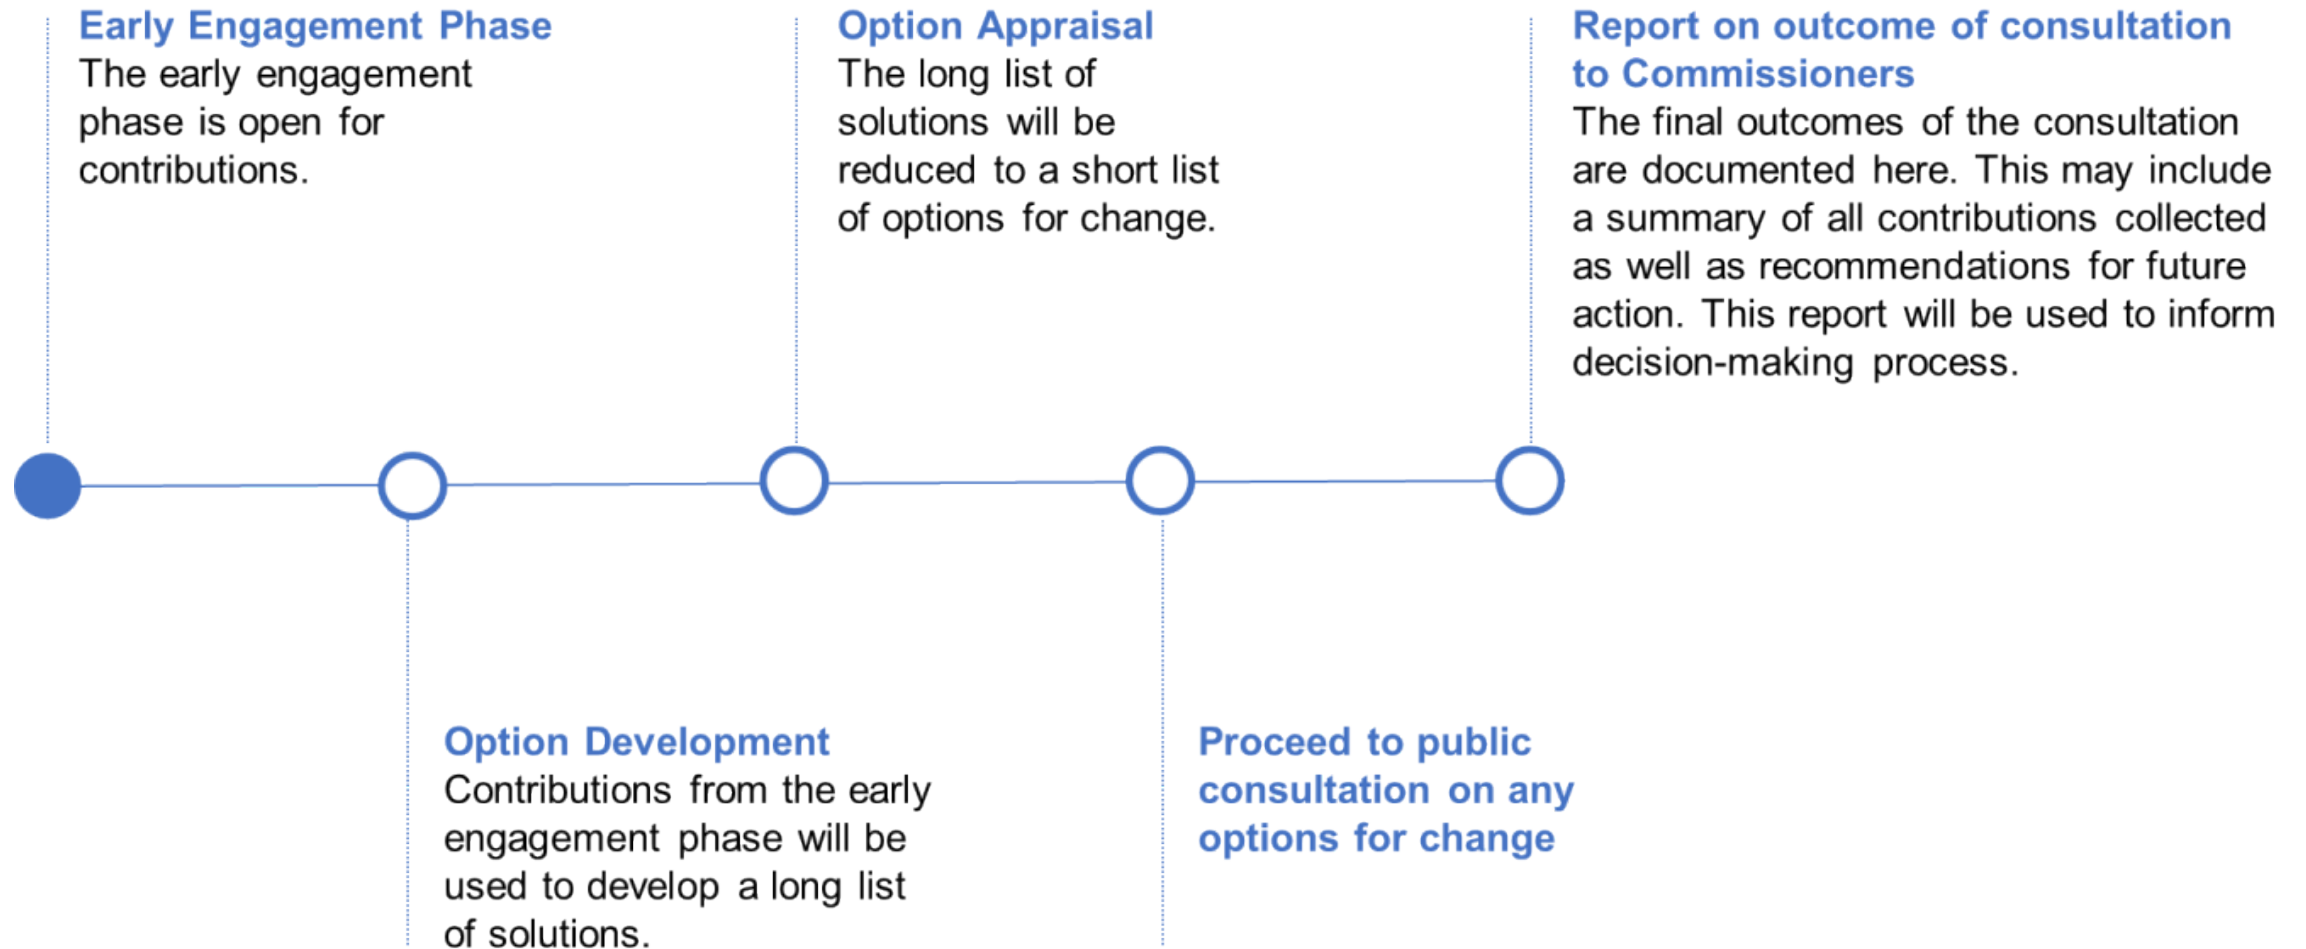 Early Engagement Phase
The early engagement
phase is open for
contributions.
Option Appraisal
The long list of
solutions will be
reduced to a short list
of options for change.
Report on outcome of consultation
to Commissioners
The final outcomes of the consultation
are documented here. This may include
a summary of all contributions collected
as well as recommendations for future
action. This report will be used to inform
decision-making process.
Option Development
Contributions from the early
engagement phase will be
used to develop a long list
of solutions.
Proceed to public
consultation on any
options for change